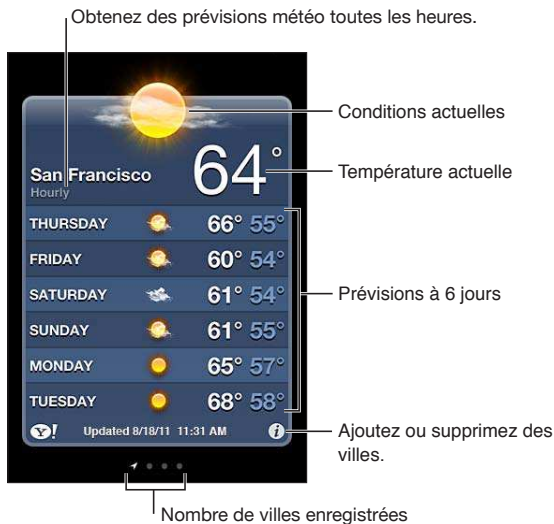 Obtenez des prévisions météo toutes les heures.
Conditions actuelles
San Francisco
Hourly
64°
Température actuelle
THURSDAY 66° 55°
FRIDAY 60° 54°
SATURDAY 61° 54°
Prévisions à 6 jours
SUNDAY 61° 55°
MONDAY 65° 57°
TUESDAY 68° 58°
Y! Updated 8/18/11 11:31 AM i
Ajoutez ou supprimez des
villes.
Nombre de villes enregistrées